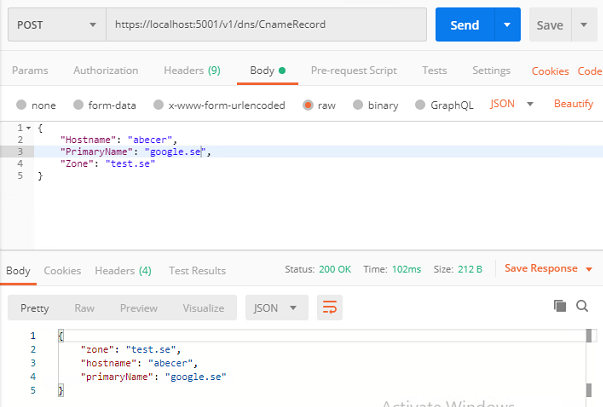 POST https://localhost:5001/v1/dns/CnameRecord Send Save
Params Authorization Headers (9) Body Pre-request Script Tests Settings Cookies Code
none form-data x-www-form-urlencoded raw binary GraphQL JSON Beautify
1 {
2 "Hostname": "abecer",
3 "PrimaryName": "google.se",
4 "Zone": "test.se"
5 }
Body Cookies Headers (4) Test Results Status: 200 OK Time: 102ms Size: 212 B Save Response
Pretty Raw Preview Visualize JSON
1 {
2 "zone": "test.se",
3 "hostname": "abecer",
4 "primaryName": "google.se"
5 }
Activate Windows